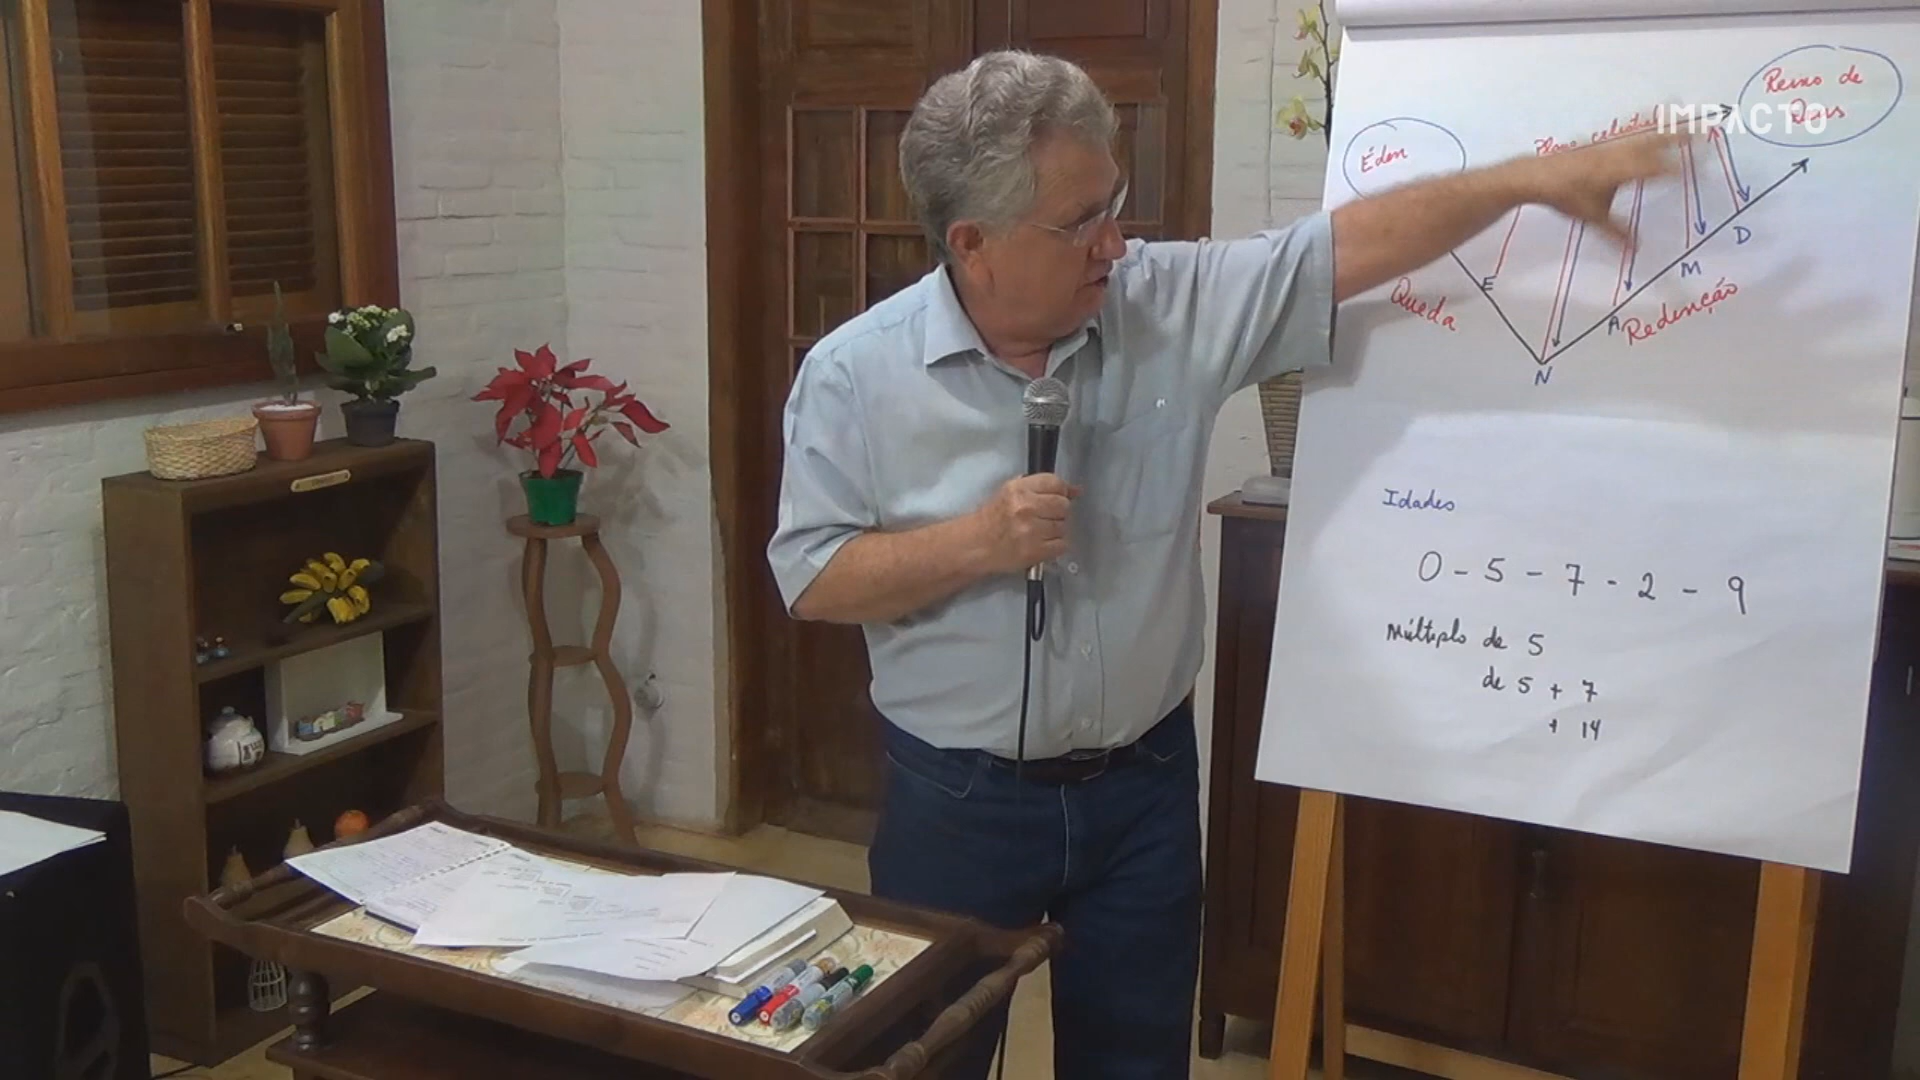 Reino de
Deus
IMPACTO
Éden
Plano celestial
E
Queda
D
M
A
Redenção
N
Idades
0 - 5 - 7 - 2 - 9
Múltiplo de 5
de 5 + 7
+ 14